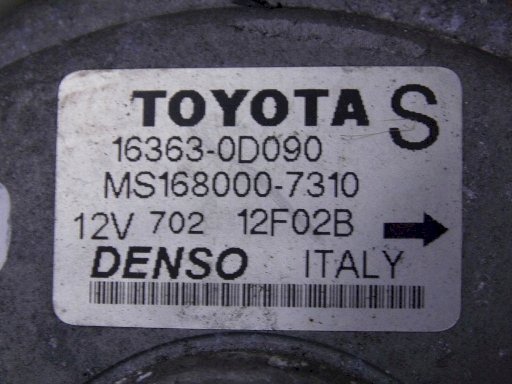 TOYOTA S
16363-0D090
MS168000-7310
12V 702 12F02B
DENSO ITALY